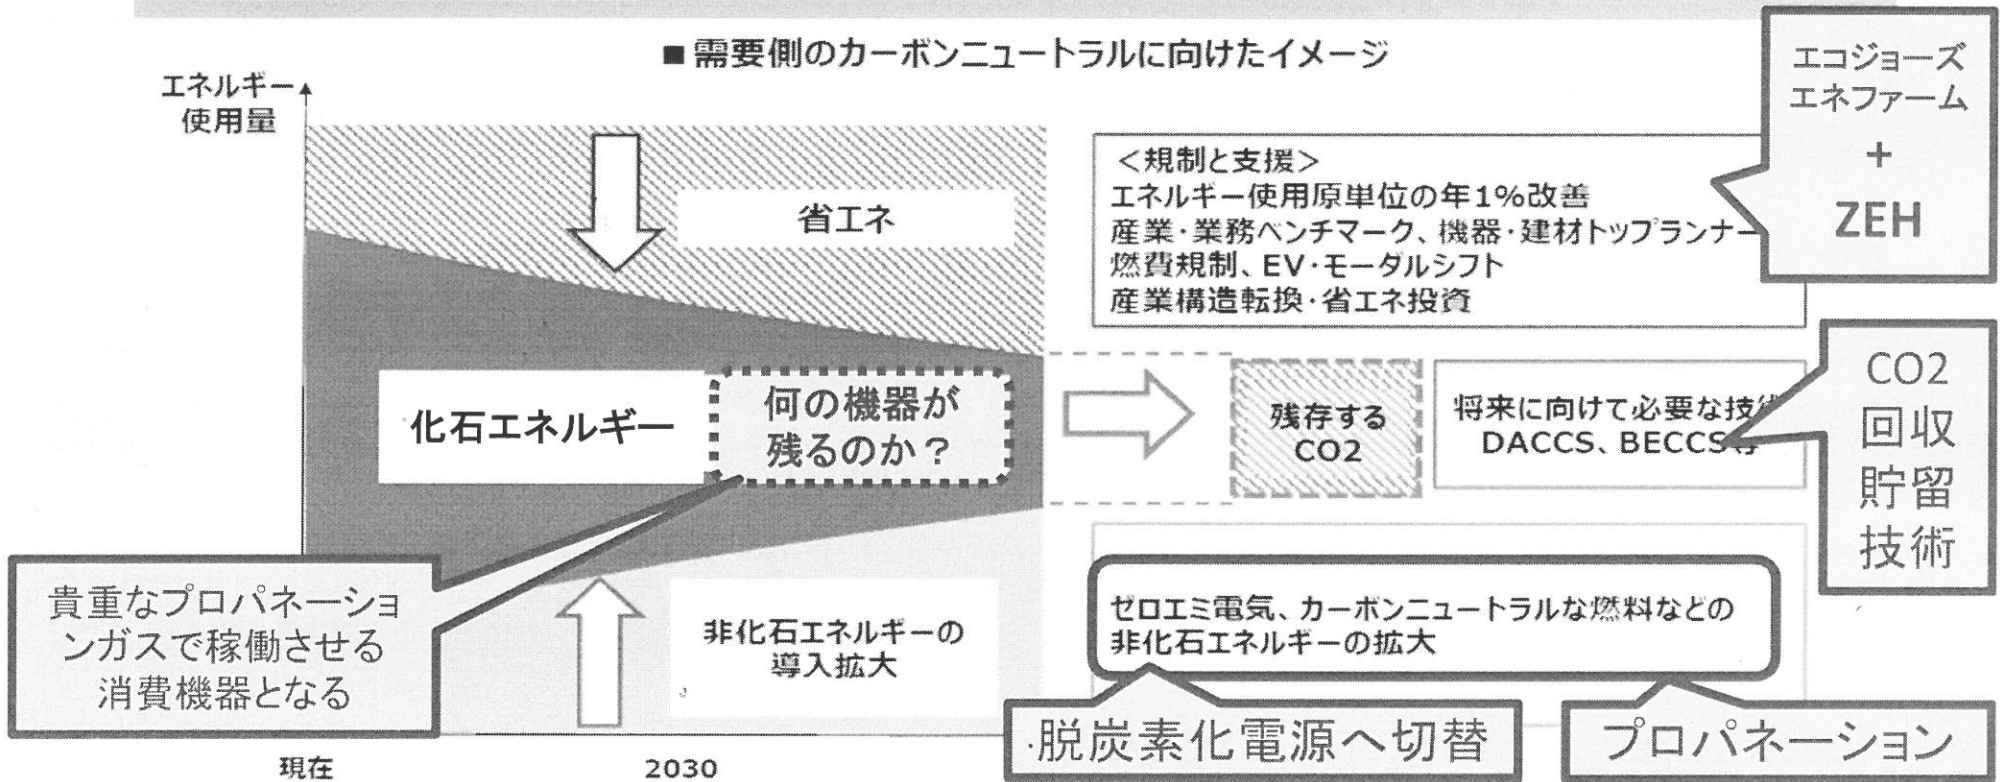 ■需要側のカーボンニュートラルに向けたイメージ
エネルギー
使用量
省エネ
化石エネルギー
何の機器が
残るのか？
非化石エネルギーの
導入拡大
貴重なプロパネーショ
ンガスで稼働させる
消費機器となる
現在
2030
＜規制と支援＞
エネルギー使用原単位の年1%改善
産業・業務ベンチマーク、機器・建材トップランナー
燃費規制、EV・モーダルシフト
産業構造転換・省エネ投資
エコジョーズ
エネファーム
+
ZEH
残存する
CO2
将来に向けて必要な技術
DACCS、BECCS等
CO2
回収
貯留
技術
ゼロエミ電気、カーボンニュートラルな燃料などの
非化石エネルギーの拡大
脱炭素化電源へ切替
プロパネーション